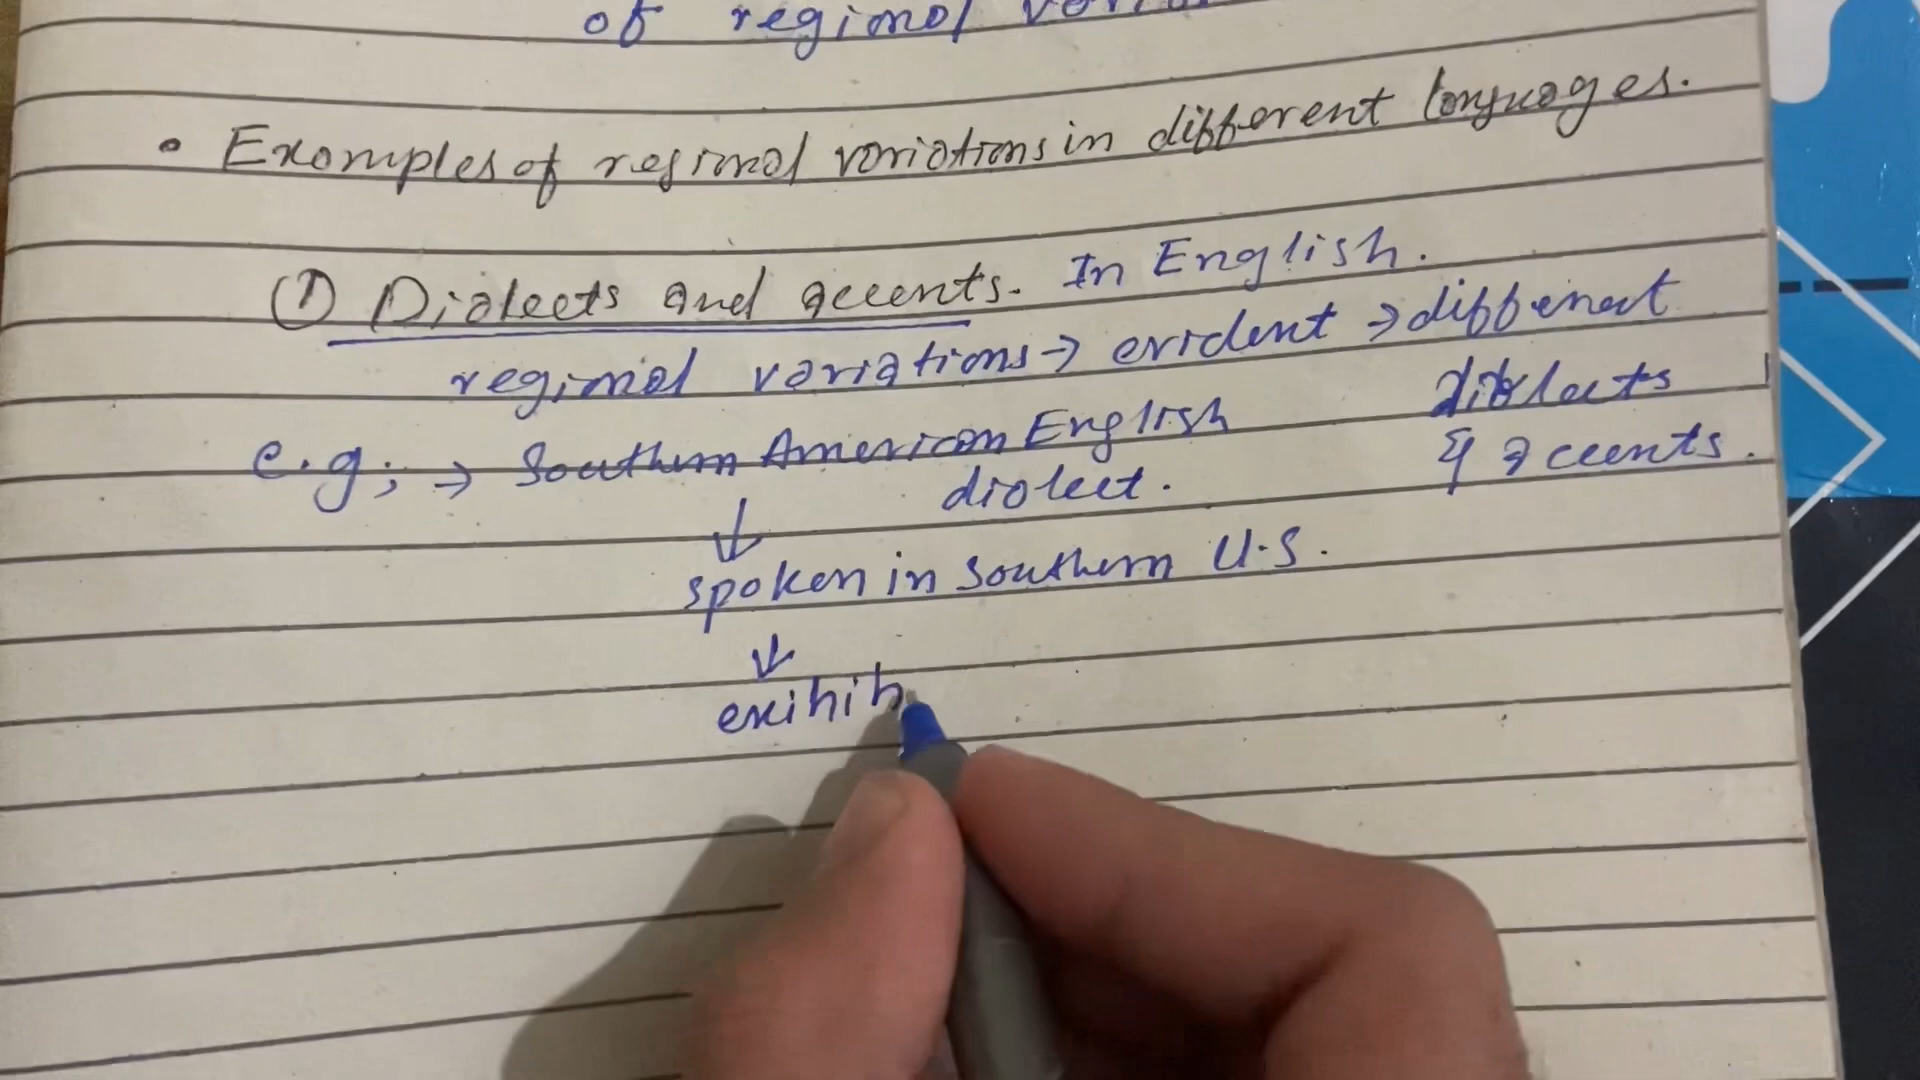 of regional
• Examples of regional variations in different languages.
① Dialects and accents. In English.
regional variations → evident → different
dialects
& accents.
e.g; → Southern American English
dialect.
↓
spoken in Southern U.S.
↓
exihib